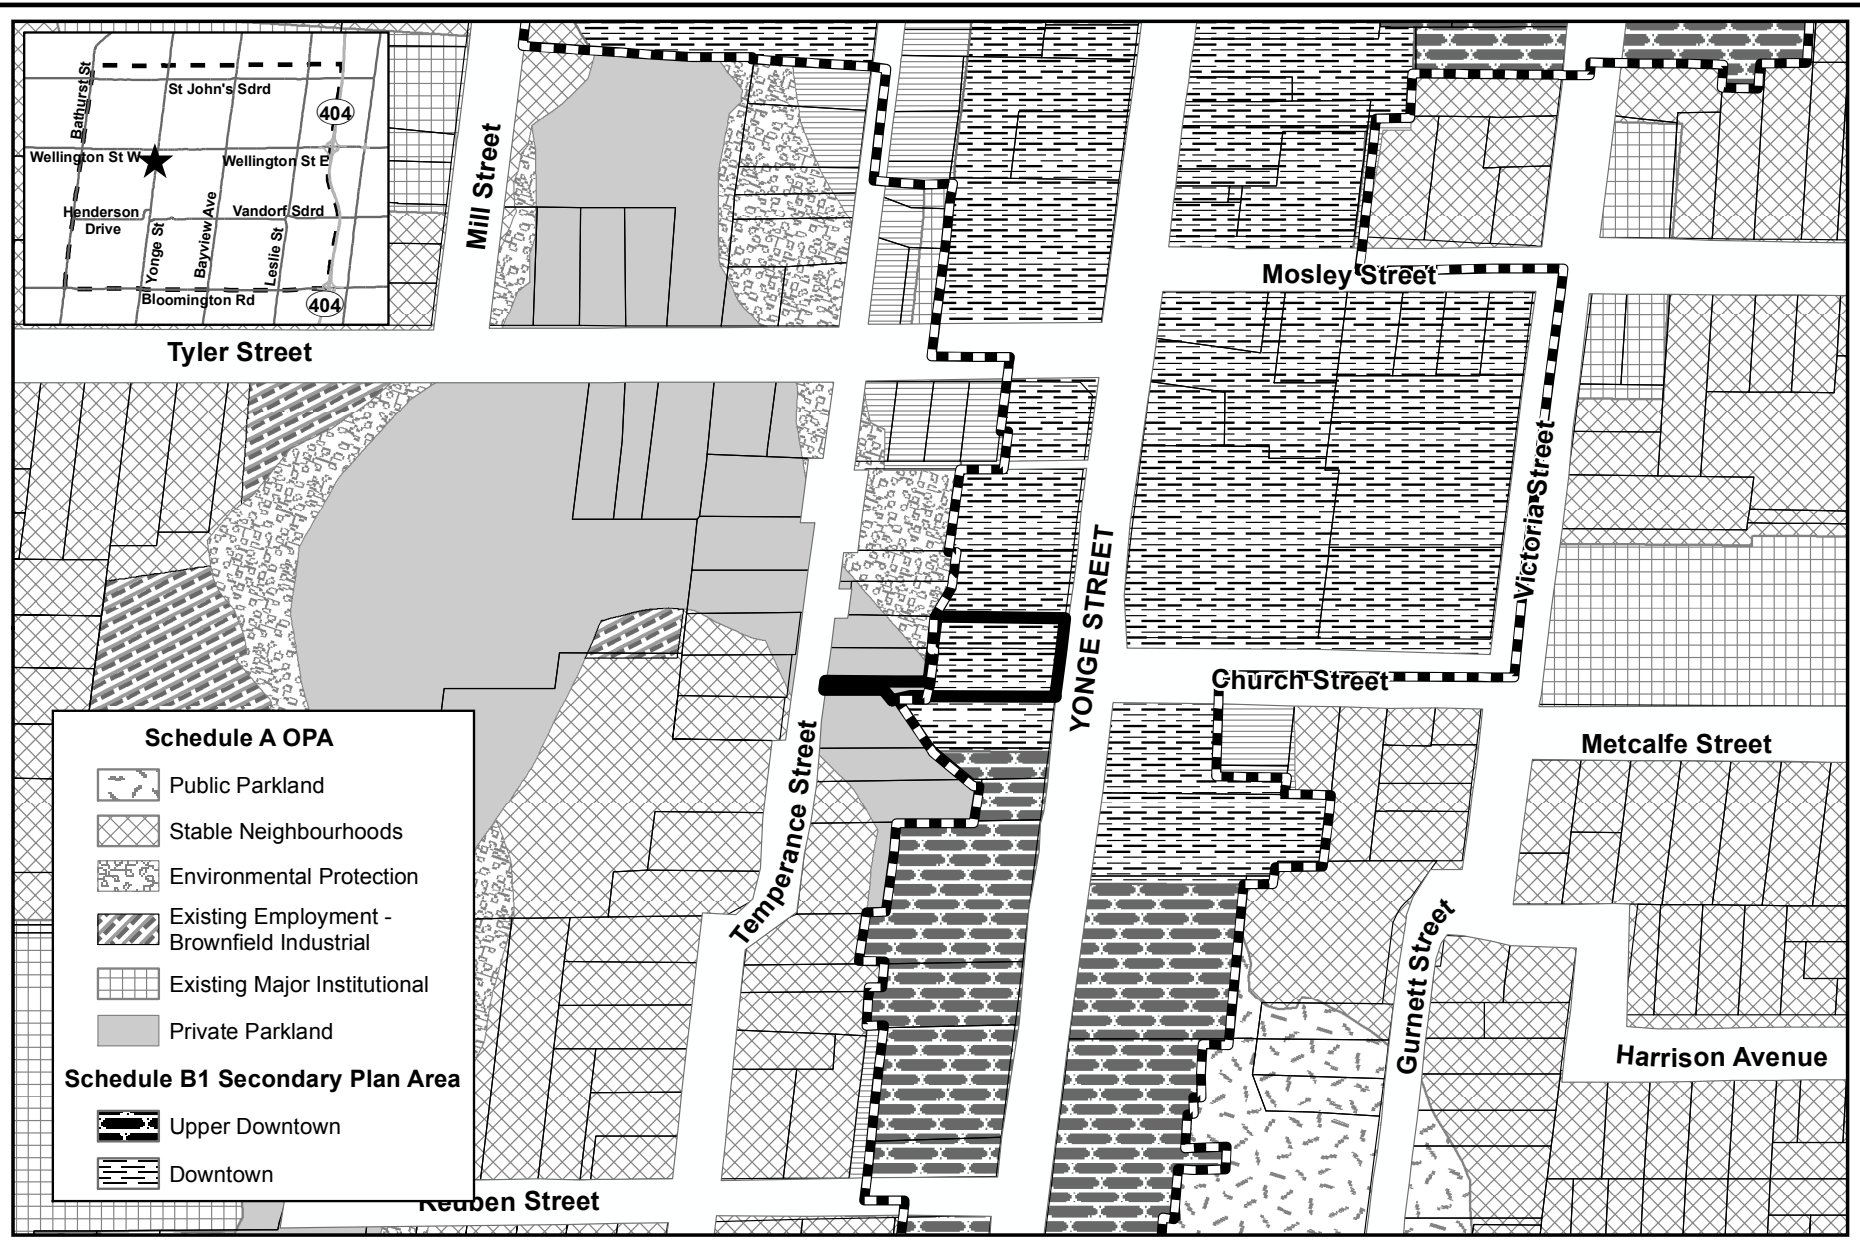 St John's Sdrd
Bathurst St
404
Wellington St W
Wellington St E
Henderson
Drive
Vandorf Sdrd
Yonge St
Bayview Ave
Leslie St
Bloomington Rd
404
Mill Street
Tyler Street
Mosley Street
Victoria Street
YONGE STREET
Church Street
Temperance Street
Metcalfe Street
Gurnett Street
Harrison Avenue
Reuben Street
Schedule A OPA
Public Parkland
Stable Neighbourhoods
Environmental Protection
Existing Employment -
Brownfield Industrial
Existing Major Institutional
Private Parkland
Schedule B1 Secondary Plan Area
Upper Downtown
Downtown